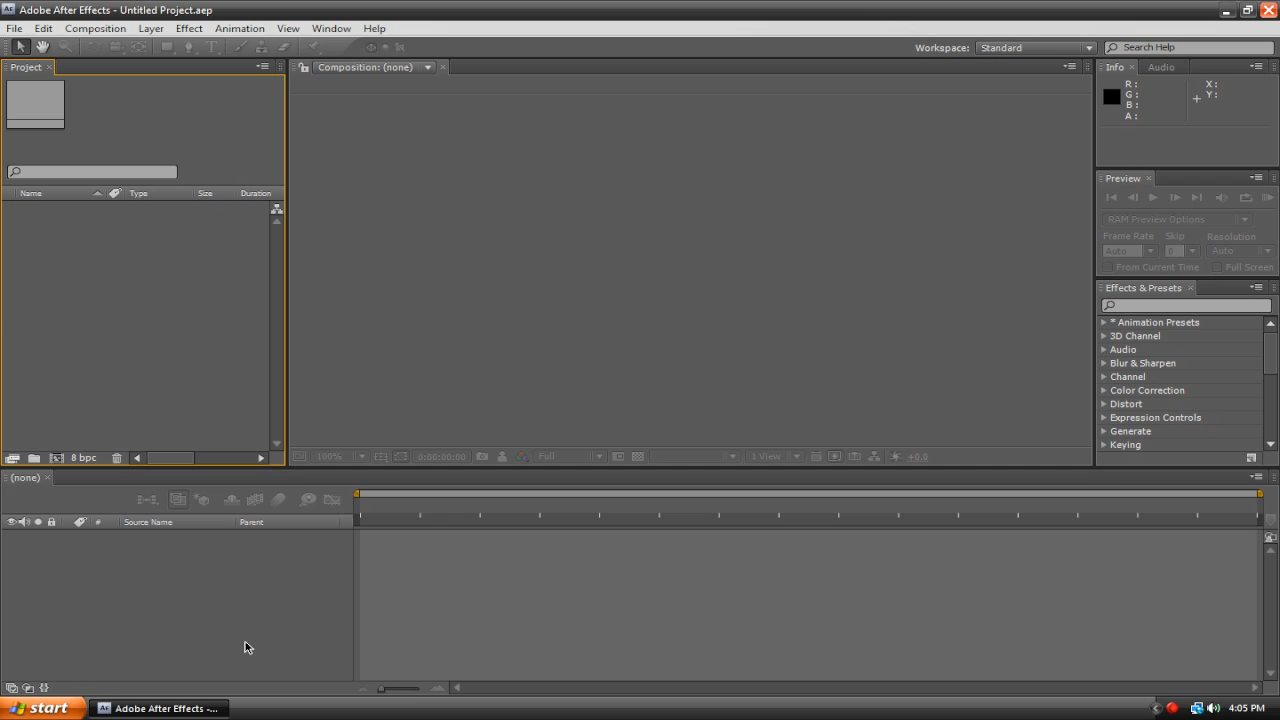 Adobe After Effects - Untitled Project.aep
File Edit Composition Layer Effect Animation View Window Help
Workspace: Standard Search Help
Project
Composition: (none)
Info Audio
R: X:
G: Y:
B:
A:
Preview
RAM Preview Options
Frame Rate Skip Resolution
Auto 0 Auto
From Current Time Full Screen
Name Type Size Duration
Effects & Presets
* Animation Presets
3D Channel
Audio
Blur & Sharpen
Channel
Color Correction
Distort
Expression Controls
Generate
Keying
8 bpc
100% 0:00:00:00 Full 1 View +0.0
(none)
# Source Name Parent
start Adobe After Effects -... 4:05 PM